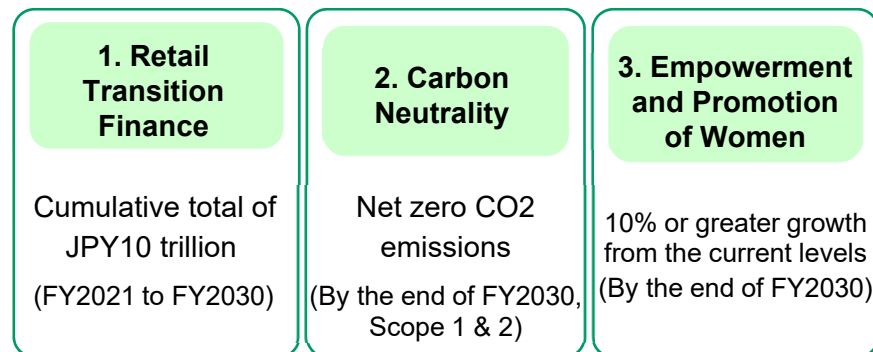 1. Retail
Transition
Finance
Cumulative total of
JPY10 trillion
(FY2021 to FY2030)
2. Carbon
Neutrality
Net zero CO2
emissions
(By the end of FY2030,
Scope 1 & 2)
3. Empowerment
and Promotion
of Women
10% or greater growth
from the current levels
(By the end of FY2030)